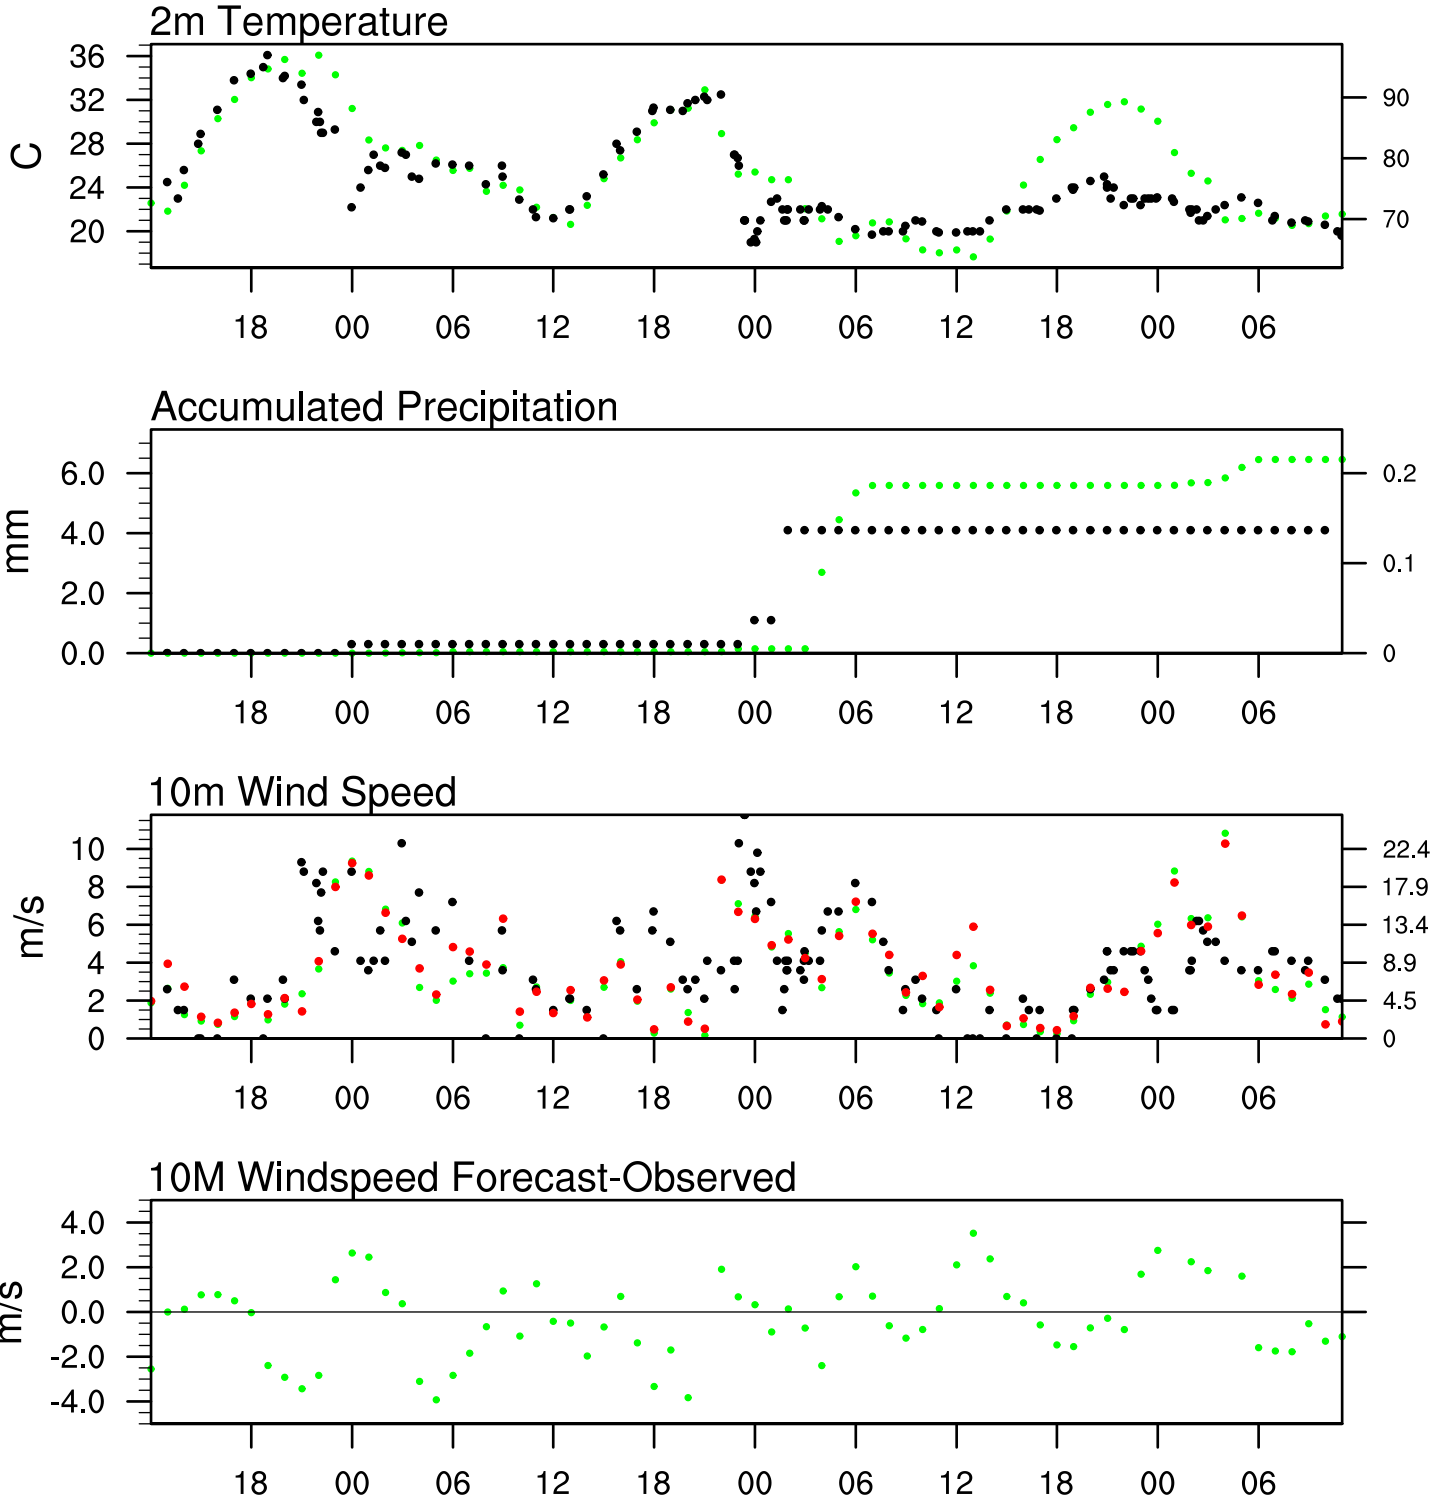 2m Temperature
36
32
28
24
20
C
90
80
70
18 00 06 12 18 00 06 12 18 00 06
Accumulated Precipitation
6.0
4.0
2.0
0.0
mm
0.2
0.1
0
18 00 06 12 18 00 06 12 18 00 06
10m Wind Speed
10
8
6
4
2
0
m/s
22.4
17.9
13.4
8.9
4.5
0
18 00 06 12 18 00 06 12 18 00 06
10M Windspeed Forecast-Observed
4.0
2.0
0.0
-2.0
-4.0
m/s
18 00 06 12 18 00 06 12 18 00 06